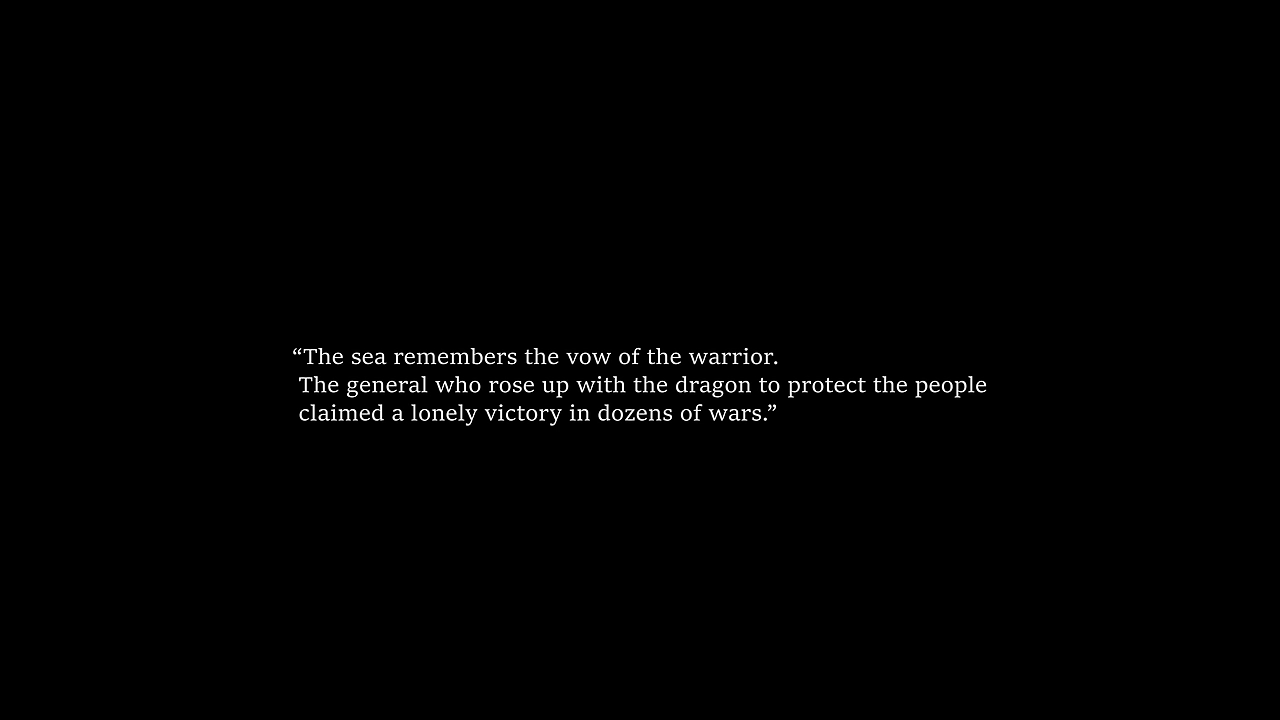 “The sea remembers the vow of the warrior.
The general who rose up with the dragon to protect the people
claimed a lonely victory in dozens of wars.”